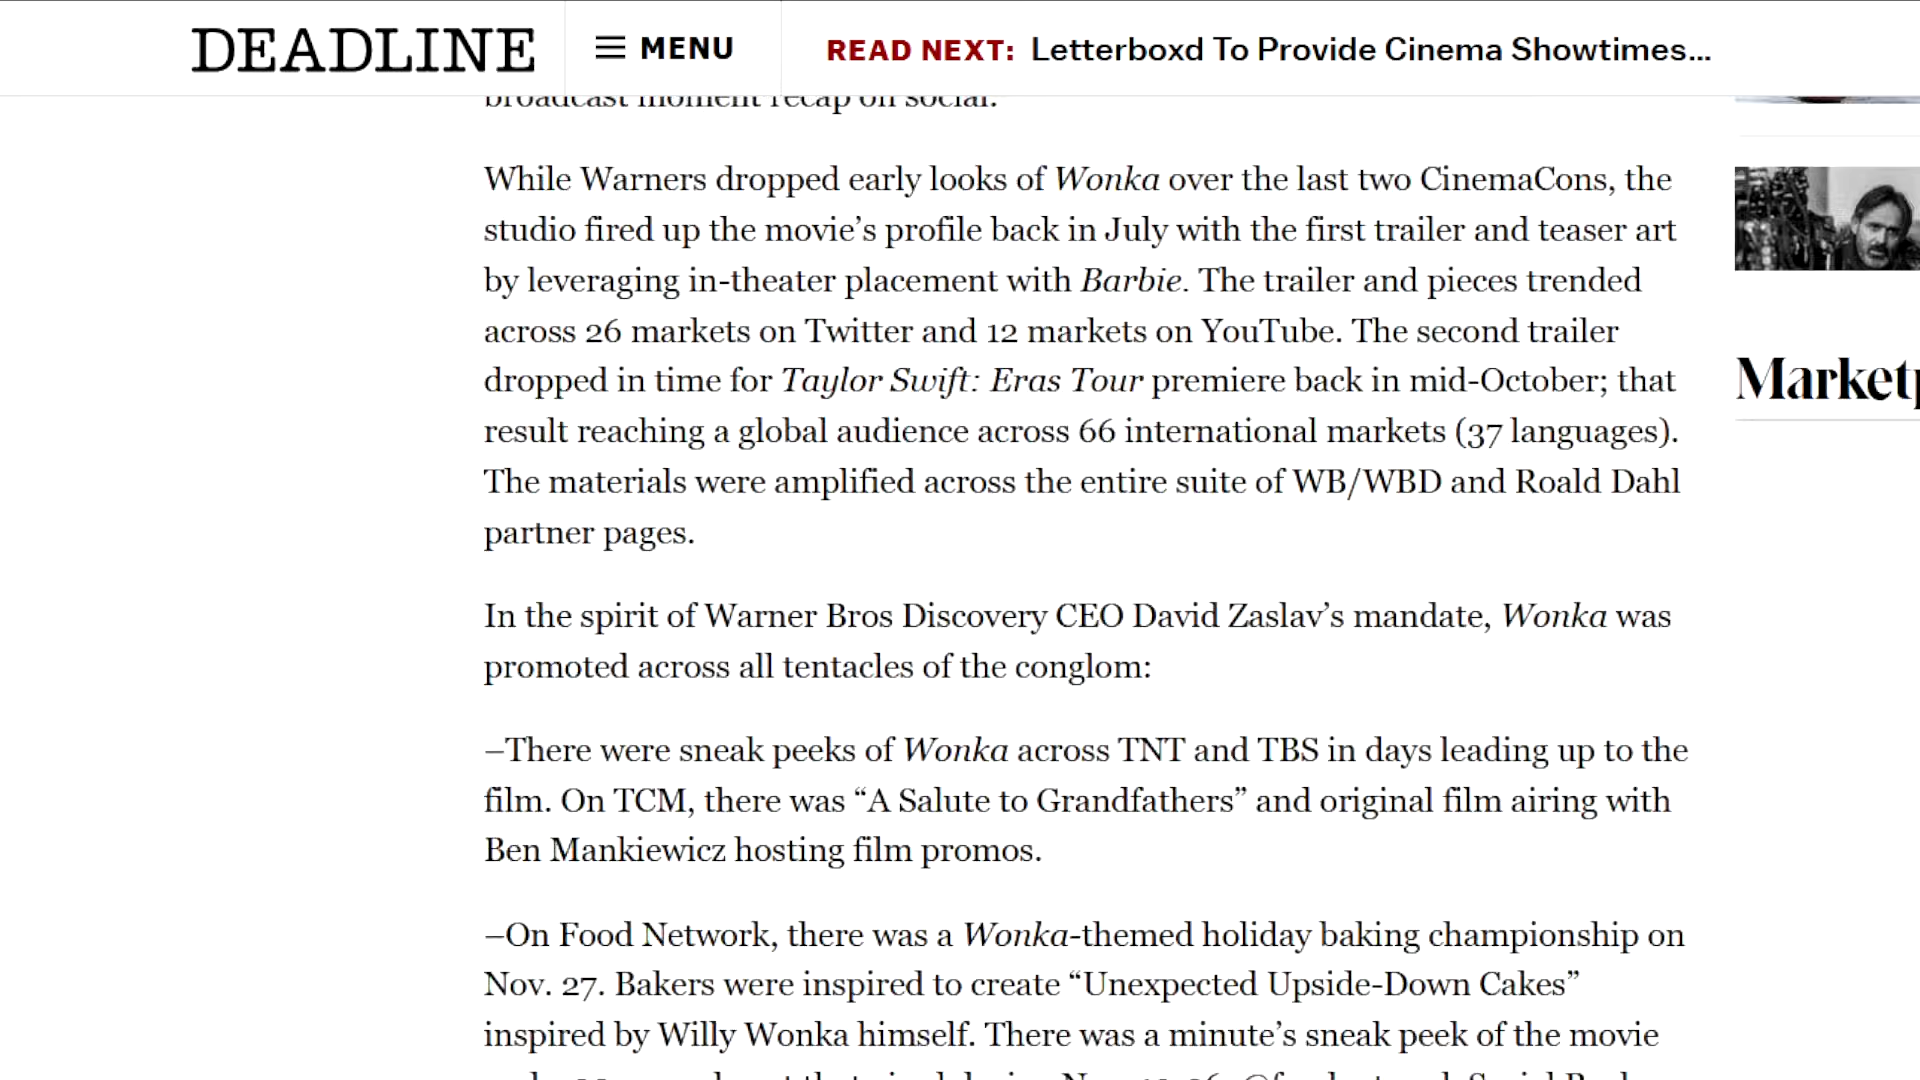 DEADLINE
MENU
READ NEXT: Letterboxd To Provide Cinema Showtimes...
broadcast moment recap on social.
While Warners dropped early looks of Wonka over the last two CinemaCons, the
studio fired up the movie’s profile back in July with the first trailer and teaser art
by leveraging in-theater placement with Barbie. The trailer and pieces trended
across 26 markets on Twitter and 12 markets on YouTube. The second trailer
dropped in time for Taylor Swift: Eras Tour premiere back in mid-October; that
result reaching a global audience across 66 international markets (37 languages).
The materials were amplified across the entire suite of WB/WBD and Roald Dahl
partner pages.
In the spirit of Warner Bros Discovery CEO David Zaslav’s mandate, Wonka was
promoted across all tentacles of the conglom:
–There were sneak peeks of Wonka across TNT and TBS in days leading up to the
film. On TCM, there was “A Salute to Grandfathers” and original film airing with
Ben Mankiewicz hosting film promos.
–On Food Network, there was a Wonka-themed holiday baking championship on
Nov. 27. Bakers were inspired to create “Unexpected Upside-Down Cakes”
inspired by Willy Wonka himself. There was a minute’s sneak peek of the movie
Marketp